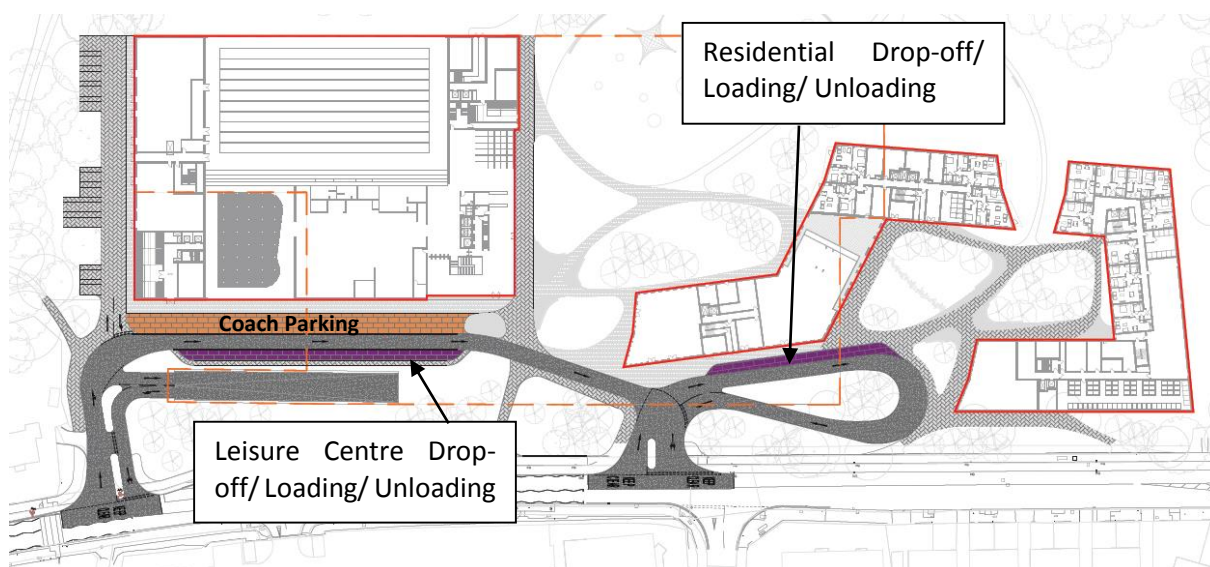 Residential Drop-off/
Loading/ Unloading
Coach Parking
Leisure Centre Drop-
off/ Loading/ Unloading